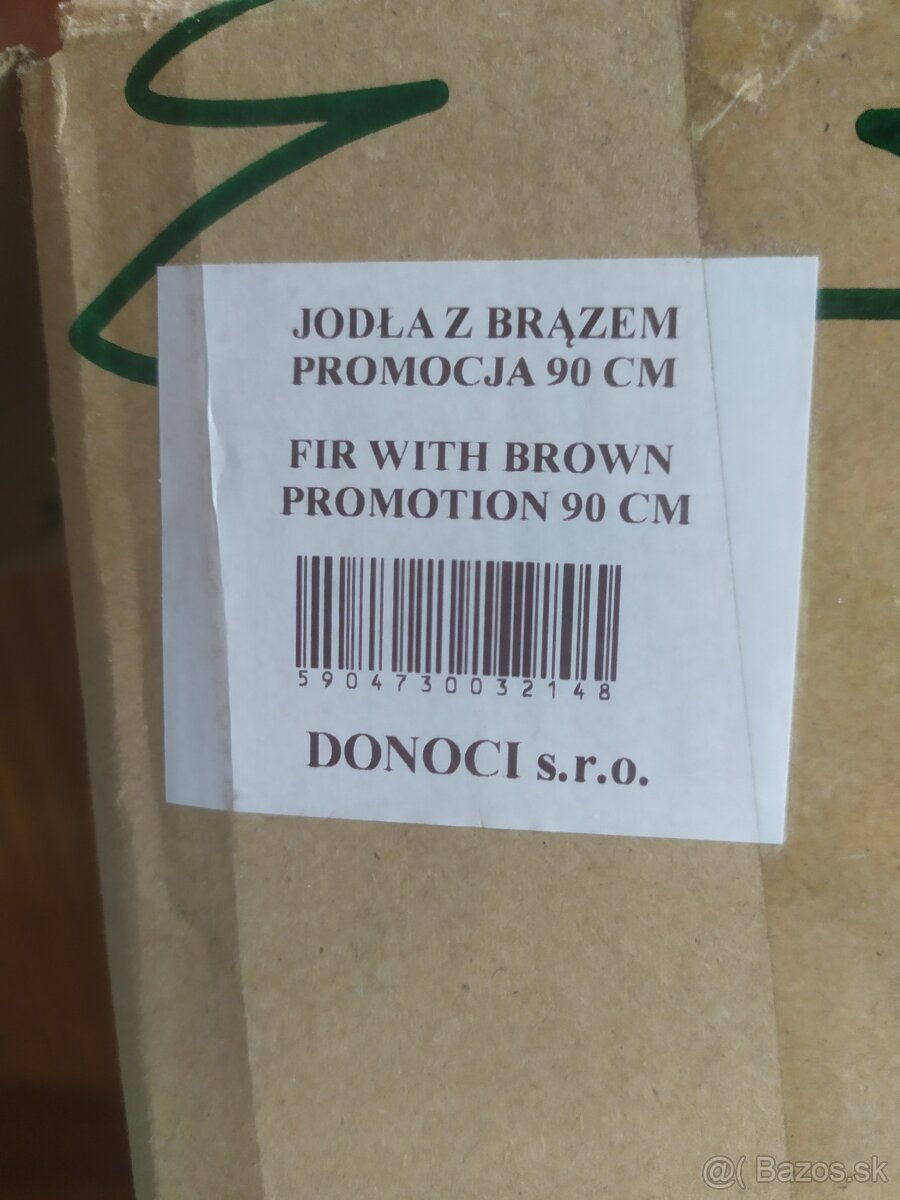 JODŁA Z BRĄZEM
PROMOCJA 90 CM
FIR WITH BROWN
PROMOTION 90 CM
5904730032148
DONOCI s.r.o.
@( Bazos.sk